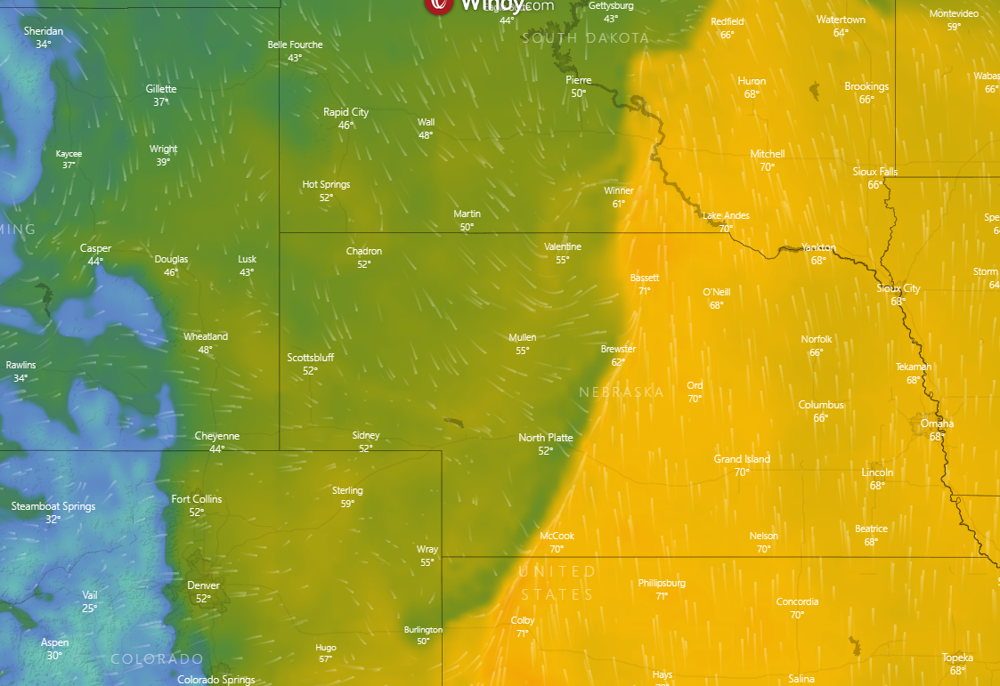 Windy.com
Gettysburg
43°
44°
Sheridan
34°
SOUTH DAKOTA
Redfield
66°
Watertown
64°
Montevideo
59°
Belle Fourche
43°
Gillette
37°
Pierre
50°
Huron
68°
Brookings
66°
Wabas
66°
Rapid City
46°
Wall
48°
Kaycee
37°
Wright
39°
Mitchell
70°
Sioux Falls
66°
Hot Springs
52°
Winner
61°
MING
Martin
50°
Lake Andes
70°
Spe
64
Casper
44°
Douglas
46°
Lusk
43°
Chadron
52°
Valentine
55°
Yankton
68°
Bassett
71°
O'Neill
68°
Sioux City
68°
Storm
64
Rawlins
34°
Wheatland
48°
Scottsbluff
52°
Mullen
55°
Brewster
62°
Norfolk
66°
Tekamah
68°
NEBRASKA
Ord
70°
Columbus
66°
Cheyenne
44°
Sidney
52°
North Platte
52°
Omaha
68°
Grand Island
70°
Lincoln
68°
Steamboat Springs
32°
Fort Collins
52°
Sterling
59°
McCook
70°
Nelson
70°
Beatrice
68°
Wray
55°
UNITED
STATES
Vail
25°
Denver
52°
Phillipsburg
71°
Concordia
70°
Colby
71°
Burlington
50°
Aspen
30°
COLORADO
Hugo
57°
Topeka
68°
Colorado Springs
Hays
Salina